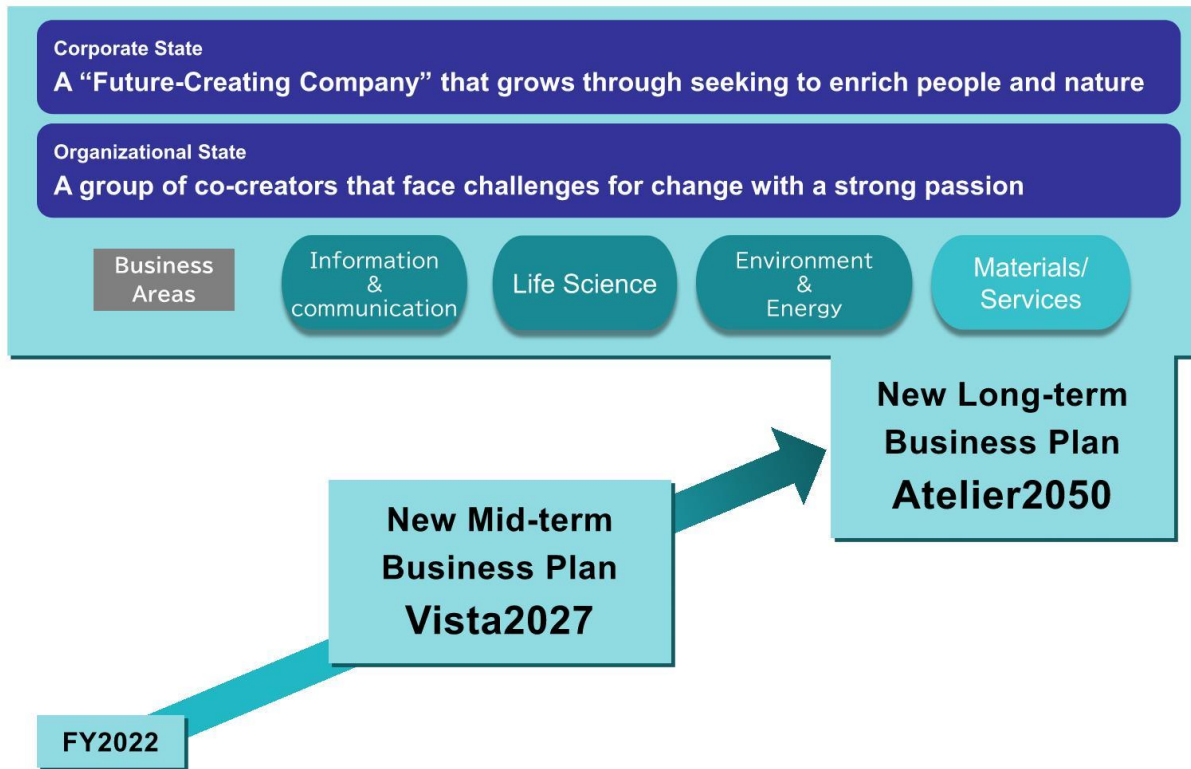 Corporate State
A “Future-Creating Company” that grows through seeking to enrich people and nature
Organizational State
A group of co-creators that face challenges for change with a strong passion
Business
Areas
Information
&
communication
Life Science
Environment
&
Energy
Materials/
Services
New Long-term
Business Plan
Atelier2050
New Mid-term
Business Plan
Vista2027
FY2022